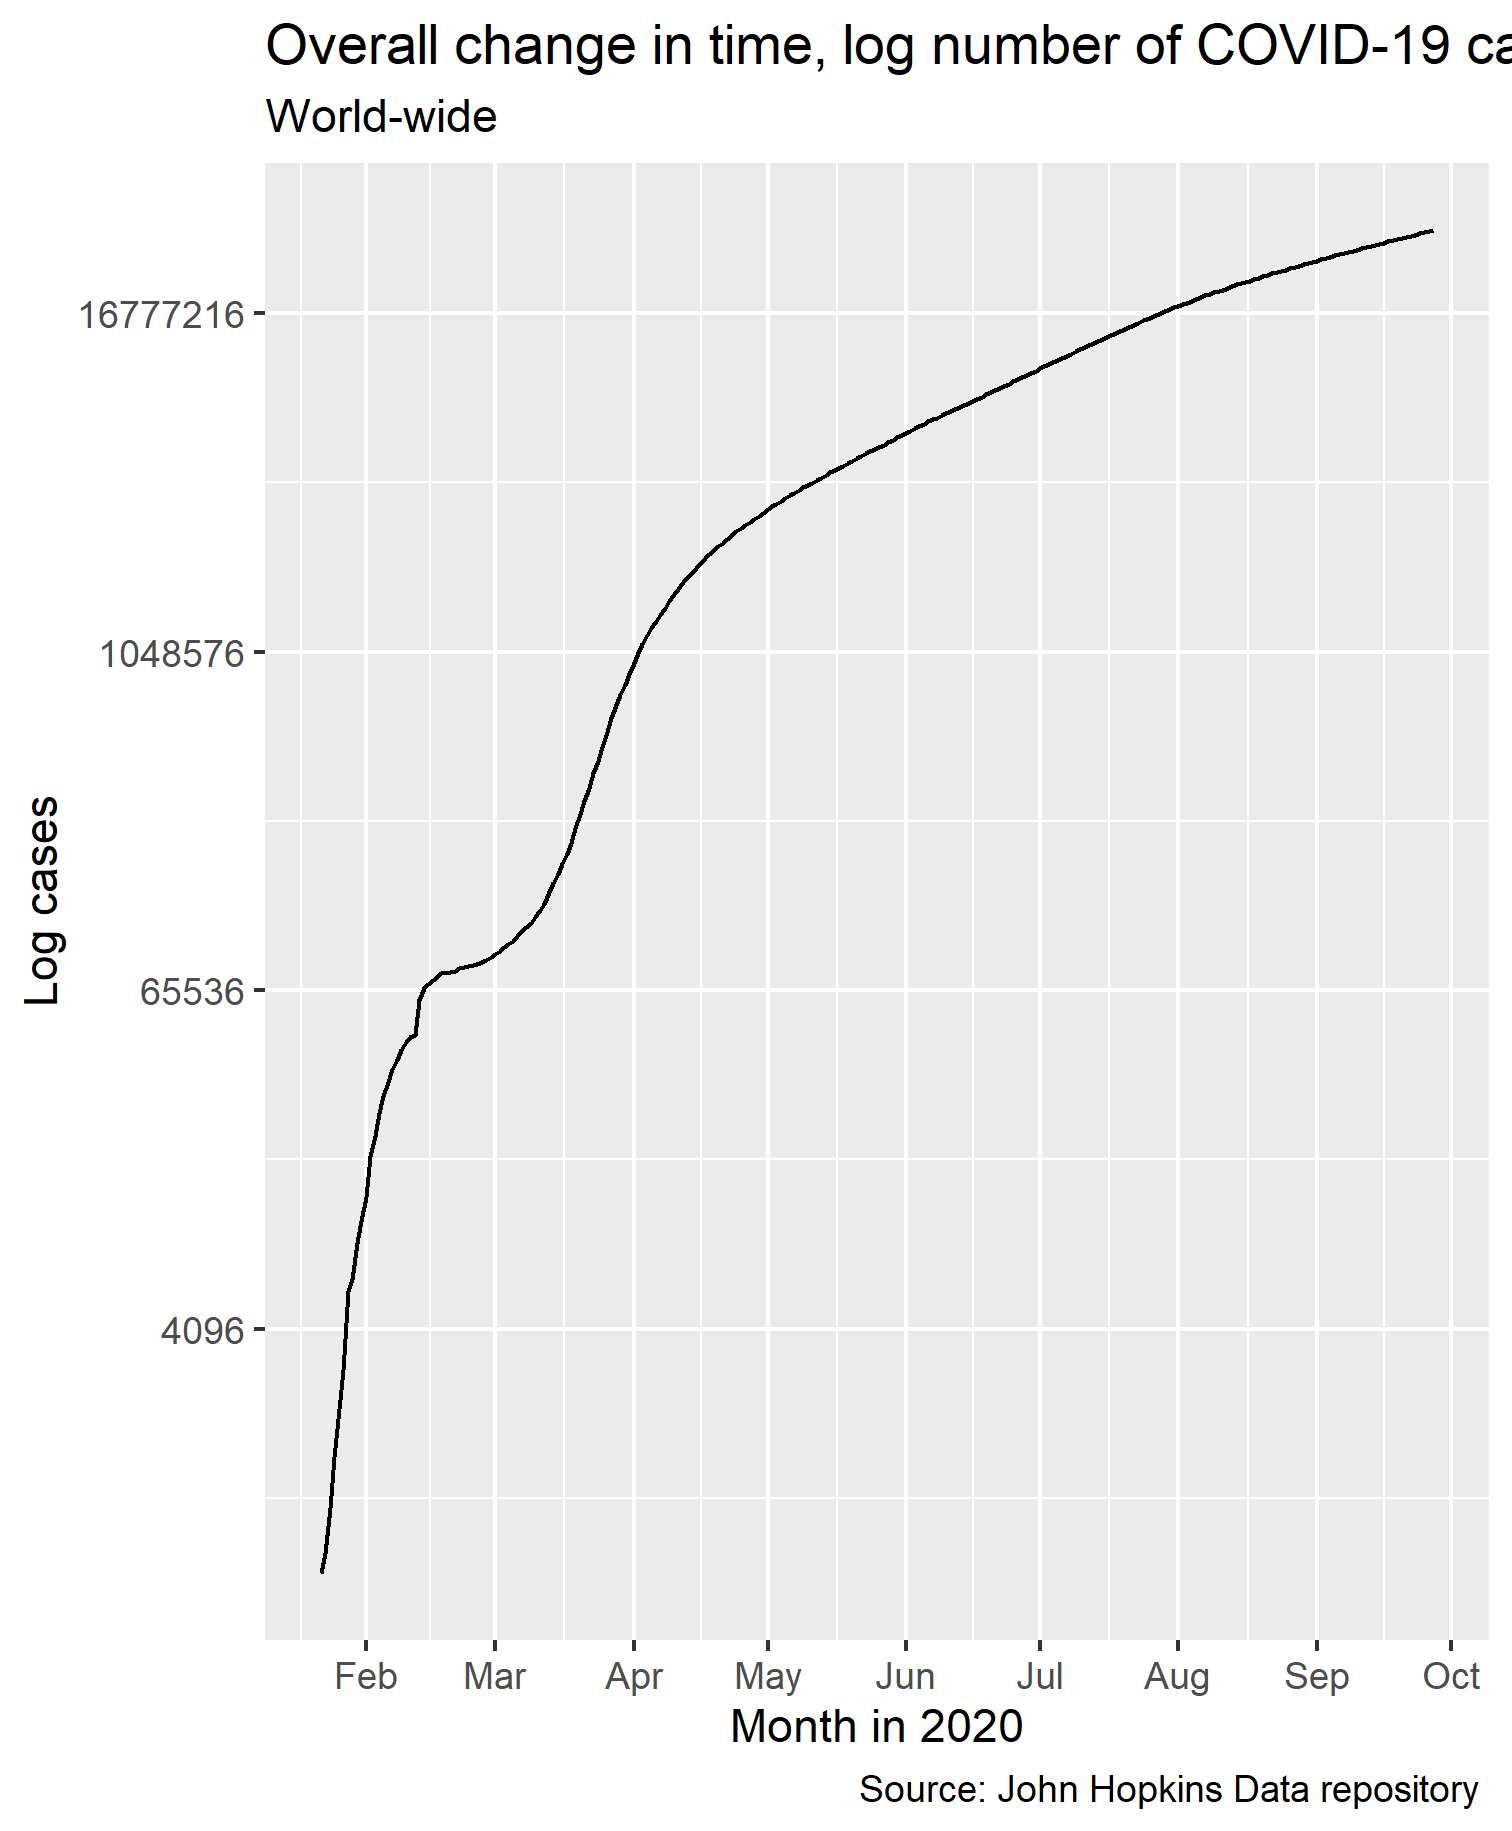 Overall change in time, log number of COVID-19 ca
World-wide
16777216
1048576
65536
4096
Log cases
Feb Mar Apr May Jun Jul Aug Sep Oct
Month in 2020
Source: John Hopkins Data repository